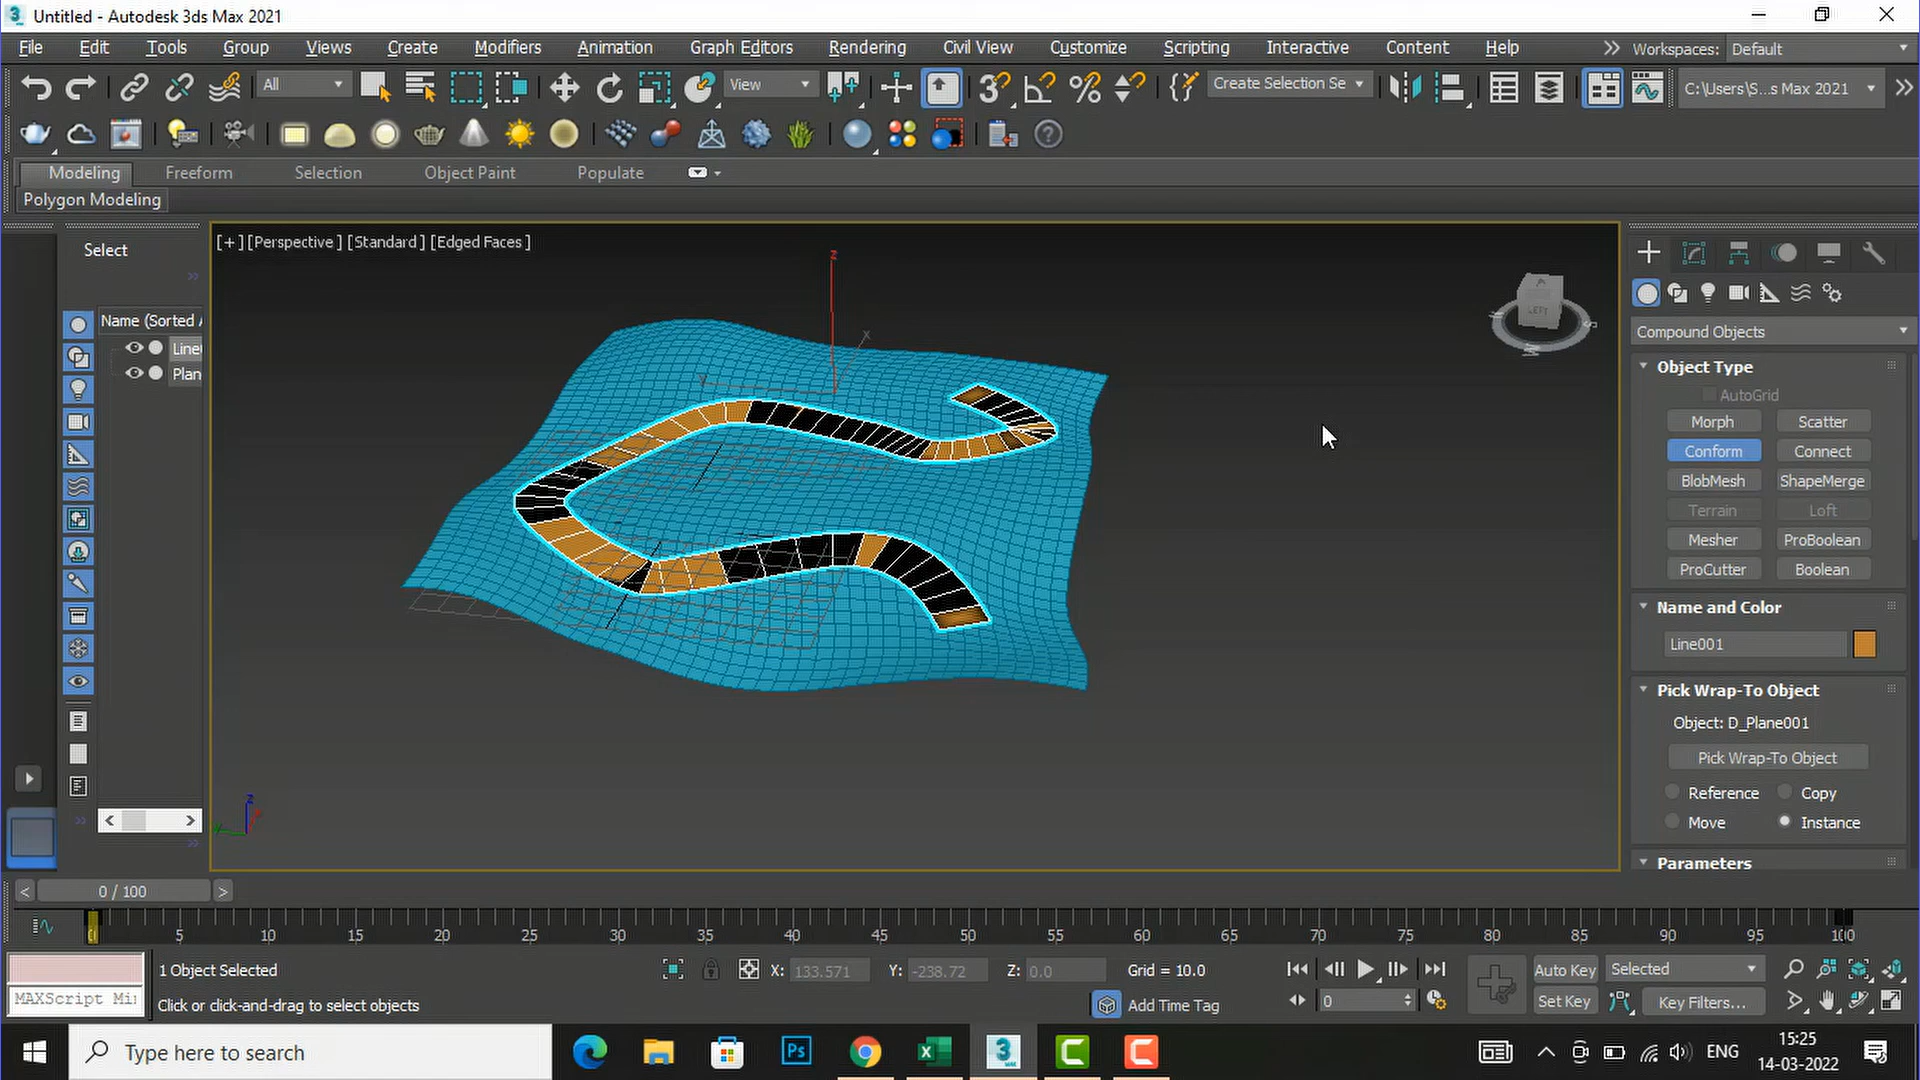 Untitled - Autodesk 3ds Max 2021
File Edit Tools Group Views Create Modifiers Animation Graph Editors Rendering Civil View Customize Scripting Interactive Content Help Workspaces: Default
All View Create Selection Se C:\Users\S...s Max 2021
Modeling Freeform Selection Object Paint Populate
Polygon Modeling
Select
[+] [Perspective] [Standard] [Edged Faces]
Name (Sorted A
Line
Plan
Compound Objects
Object Type
AutoGrid
Morph Scatter
Conform Connect
BlobMesh ShapeMerge
Terrain Loft
Mesher ProBoolean
ProCutter Boolean
Name and Color
Line001
Pick Wrap-To Object
Object: D_Plane001
Pick Wrap-To Object
Reference Copy
Move Instance
Parameters
z
x
LEFT
z
< 0 / 100 >
0 5 10 15 20 25 30 35 40 45 50 55 60 65 70 75 80 85 90 95 100
1 Object Selected X: 133.571 Y: -238.72 Z: 0.0 Grid = 10.0 Auto Key Selected
MAXScript Mi Click or click-and-drag to select objects Add Time Tag 0 Set Key Key Filters...
Type here to search Ps ENG 15:25
14-03-2022